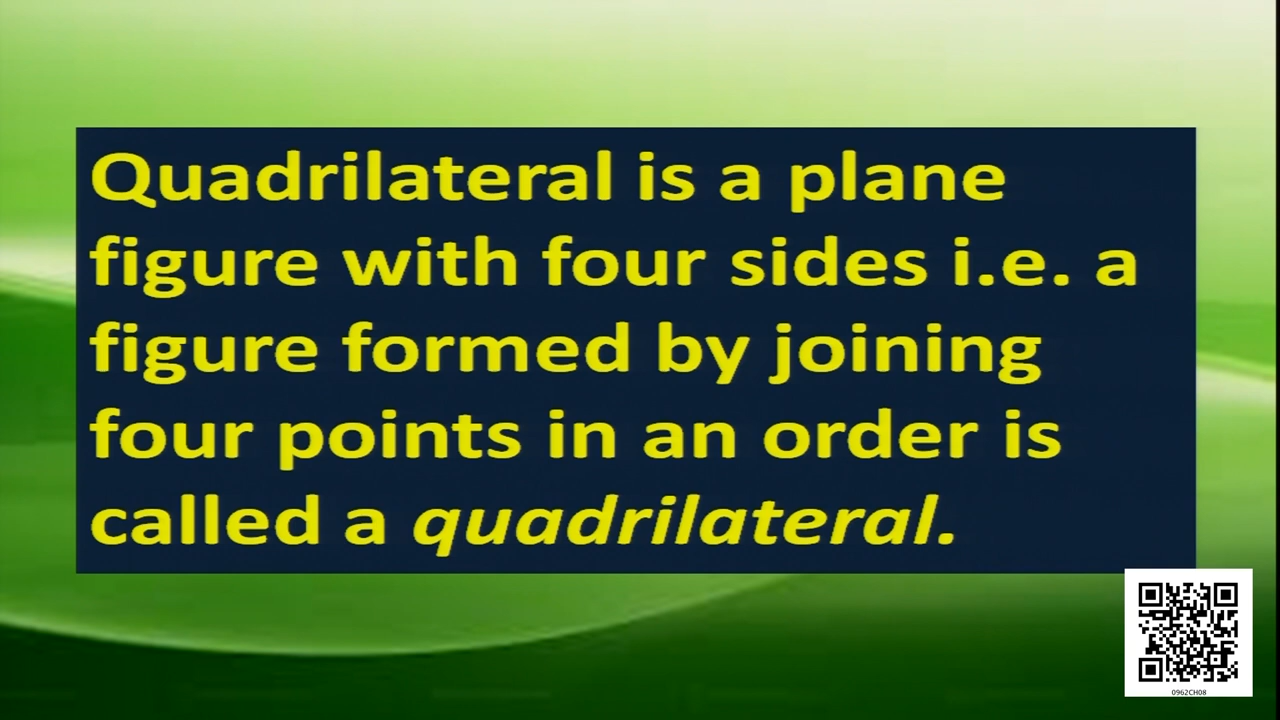 Quadrilateral is a plane
figure with four sides i.e. a
figure formed by joining
four points in an order is
called a quadrilateral.
0962CH08